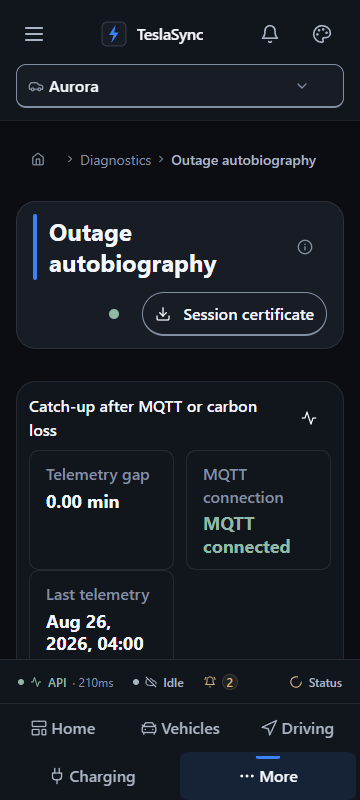 TeslaSync
Aurora
Diagnostics
Outage autobiography
Outage
autobiography
Session certificate
Catch-up after MQTT or carbon
loss
Telemetry gap
0.00 min
MQTT
connection
MQTT
connected
Last telemetry
Aug 26,
2026, 04:00
API · 210ms
Idle
2
Status
Home
Vehicles
Driving
Charging
More